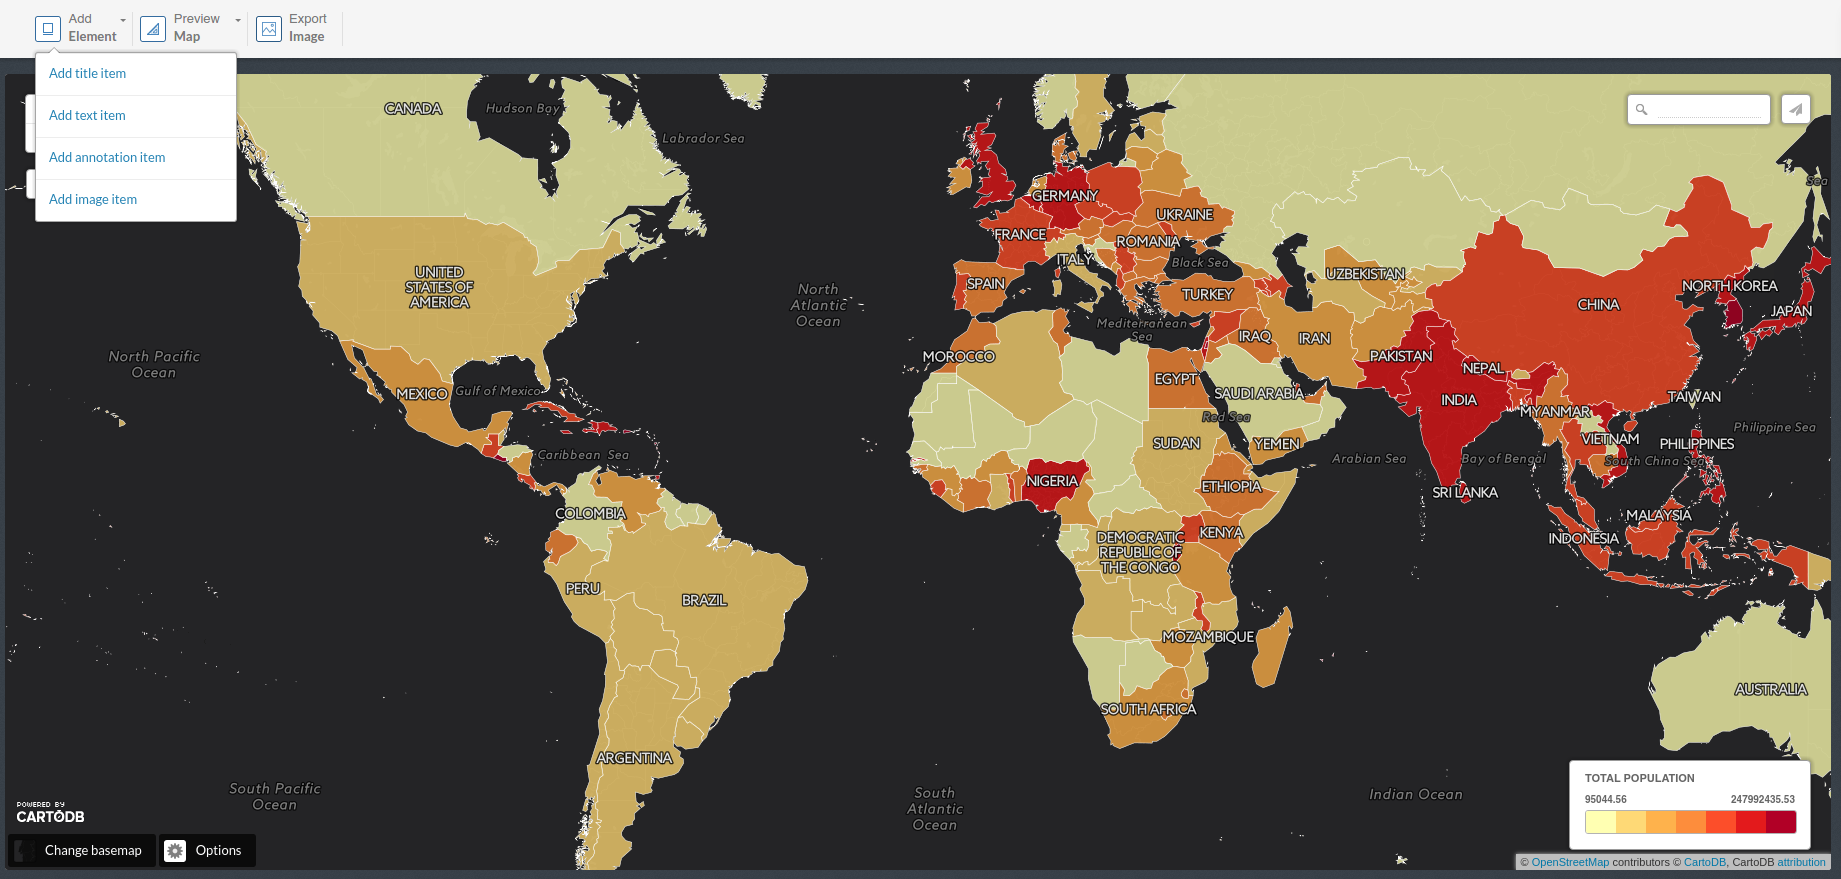 Add
Element
Preview
Map
Export
Image
Add title item
Add text item
Add annotation item
Add image item
CANADA
Hudson Bay
Labrador Sea
GERMANY
UKRAINE
FRANCE
ROMANIA
ITALY
Black Sea
Sea
UNITED
STATES OF
AMERICA
North
Atlantic
Ocean
SPAIN
TURKEY
UZBEKISTAN
CHINA
NORTH KOREA
JAPAN
Mediterranean
Sea
IRAQ
IRAN
North Pacific
Ocean
MOROCCO
PAKISTAN
NEPAL
MEXICO
Gulf of Mexico
EGYPT
SAUDI ARABIA
INDIA
TAIWAN
Red Sea
MYANMAR
Philippine Sea
Caribbean Sea
SUDAN
YEMEN
Arabian Sea
Bay of Bengal
VIETNAM
PHILIPPINES
South China Sea
NIGERIA
ETHIOPIA
SRI LANKA
COLOMBIA
MALAYSIA
DEMOCRATIC
REPUBLIC OF
THE CONGO
KENYA
INDONESIA
PERU
BRAZIL
MOZAMBIQUE
AUSTRALIA
SOUTH AFRICA
ARGENTINA
South Pacific
Ocean
South
Atlantic
Ocean
Indian Ocean
TOTAL POPULATION
95044.56 247992435.53
POWERED BY
CARTODB
Change basemap
Options
© OpenStreetMap contributors © CartoDB, CartoDB attribution